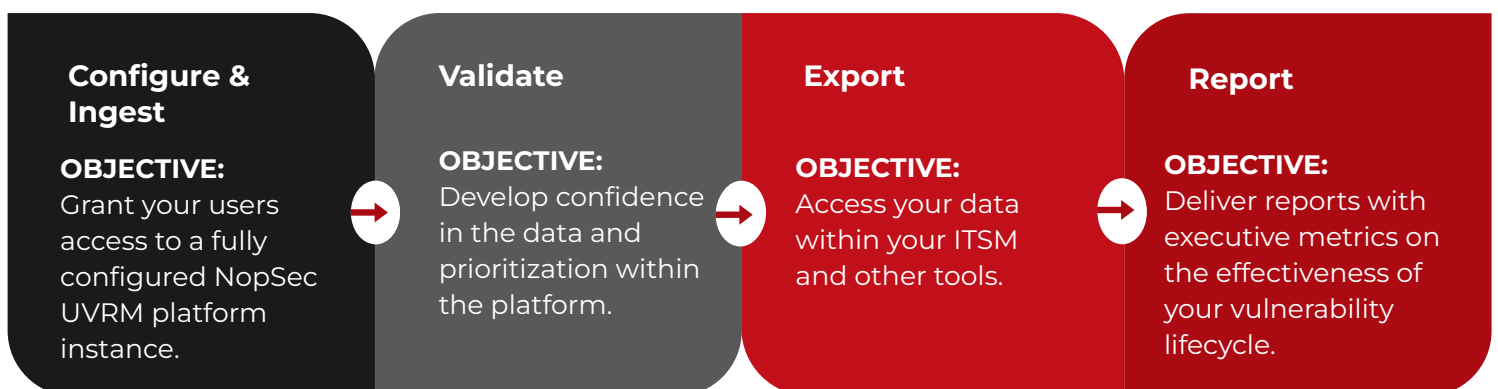 Configure &
Ingest
OBJECTIVE:
Grant your users
access to a fully
configured NopSec
UVRM platform
instance.
Validate
OBJECTIVE:
Develop confidence
in the data and
prioritization within
the platform.
Export
OBJECTIVE:
Access your data
within your ITSM
and other tools.
Report
OBJECTIVE:
Deliver reports with
executive metrics on
the effectiveness of
your vulnerability
lifecycle.